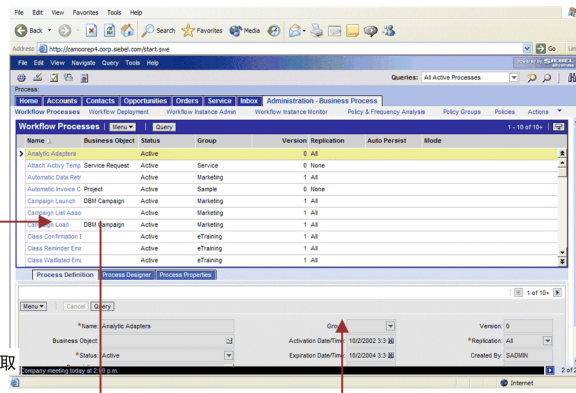 File Edit View Favorites Tools Help
Back Search Favorites Media
Address http://camoorep4.corp.siebel.com/start.swe Go Lin
File Edit View Navigate Query Tools Help SIEBEL
Queries: All Active Processes
Process:
Home Accounts Contacts Opportunities Orders Service Inbox Administration - Business Process
Workflow Processes Workflow Deployment Workflow Instance Admin Workflow Instance Monitor Policy & Frequency Analysis Policy Groups Policies Actions
Workflow Processes Menu Query 1 - 10 of 10+
Name Business Object Status Group Version Replication Auto Persist Mode
Analytic Adapters Active 0 All
Attach Activy Temp Service Request Active Service 0 None
Automatic Data Retr Active Marketing 1 All
Automatic Invoice C Project Active Sample 0 None
Campaign Launch DBM Campaign Active Marketing 1 All
Campaign List Asso Active Marketing 1 All
Campaign Load DBM Campaign Active Marketing 1 All
Class Confirmation E Active eTraining 1 All
Class Reminder Ema Active eTraining 1 All
Class Waitlisted Ema Active eTraining 1 All
Process Definition Process Designer Process Properties
1 of 10+
Menu Cancel Query
*Name: Analytic Adapters Gro Version: 0
Business Object: Activation Date/Time: 10/2/2002 3:3 *Replication: All
*Status: Active Expiration Date/Time: 10/2/2004 3:3 Created By: SADMIN
取
Company meeting today at 2:00 p.m. 2 of 2
Internet